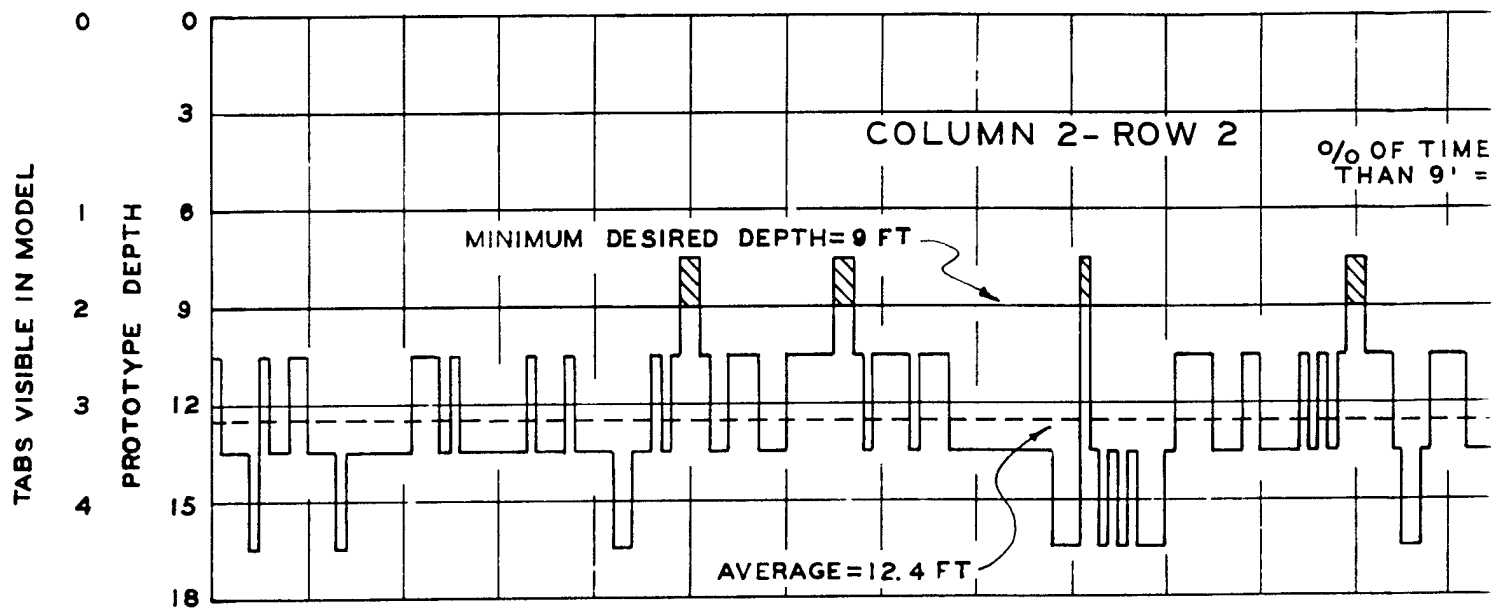 TABS VISIBLE IN MODEL
PROTOTYPE DEPTH
0 0
3
1 6
2 9
3 12
4 15
18
COLUMN 2-ROW 2
% OF TIME
THAN 9' =
MINIMUM DESIRED DEPTH=9 FT
AVERAGE=12.4 FT